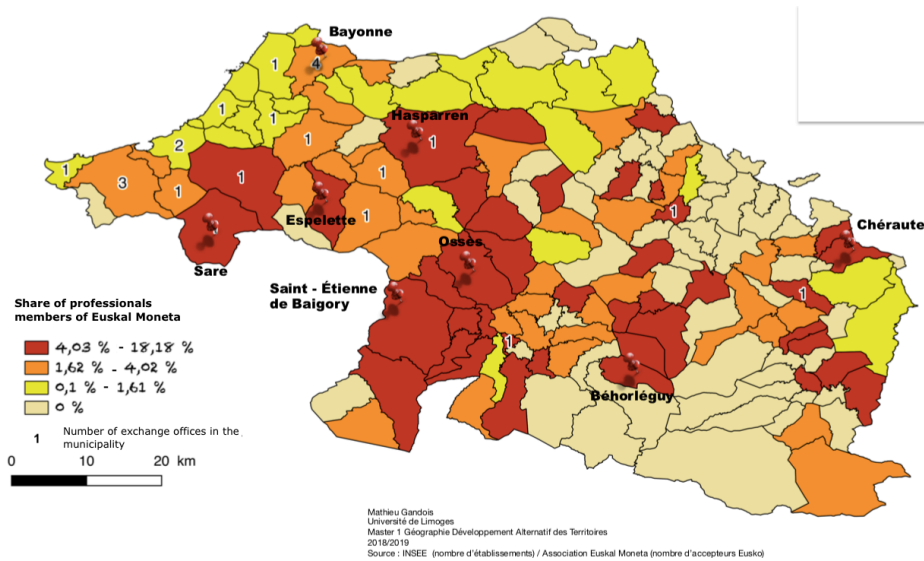 Bayonne
1
4
1
Hasparren
1
1
1
2
1
1
1
3
1
1
Espelette
1
1
Sare
Ossès
Chéraute
Saint - Étienne
de Baigory
1
1
Béhorléguy
Share of professionals
members of Euskal Moneta
4,03 % - 18,18 %
1,62 % - 4,02 %
0,1 % - 1,61 %
0 %
1 Number of exchange offices in the
municipality
0 10 20 km
Mathieu Gandois
Université de Limoges
Master 1 Géographie Développement Alternatif des Territoires
2018/2019
Source : INSEE (nombre d'établissements) / Association Euskal Moneta (nombre d'accepteurs Eusko)